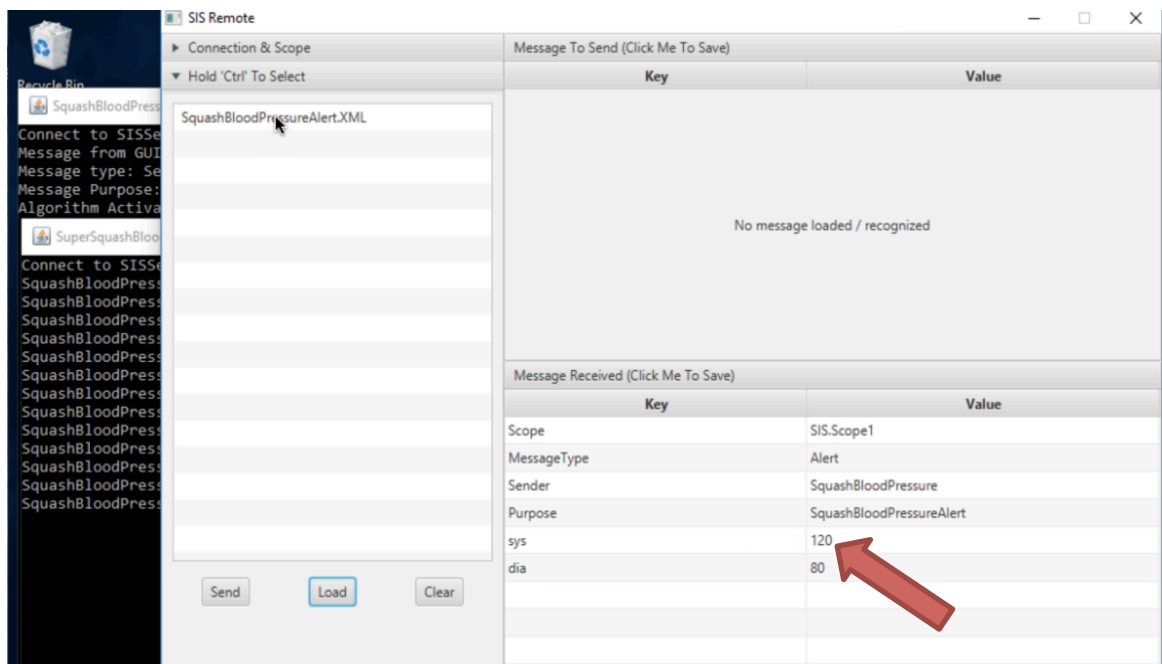 SIS Remote
Connection & Scope
Hold 'Ctrl' To Select
SquashBloodPressureAlert.XML
Send Load Clear
Message To Send (Click Me To Save)
Key Value
No message loaded / recognized
Message Received (Click Me To Save)
Key Value
Scope SIS.Scope1
MessageType Alert
Sender SquashBloodPressure
Purpose SquashBloodPressureAlert
sys 120
dia 80
Recycle Bin
SquashBloodPress
Connect to SISSe
Message from GUI
Message type: Se
Message Purpose:
Algorithm Activa
SuperSquashBloo
Connect to SISSe
SquashBloodPress
SquashBloodPress
SquashBloodPress
SquashBloodPress
SquashBloodPress
SquashBloodPress
SquashBloodPress
SquashBloodPress
SquashBloodPress
SquashBloodPress
SquashBloodPress
SquashBloodPress
SquashBloodPress